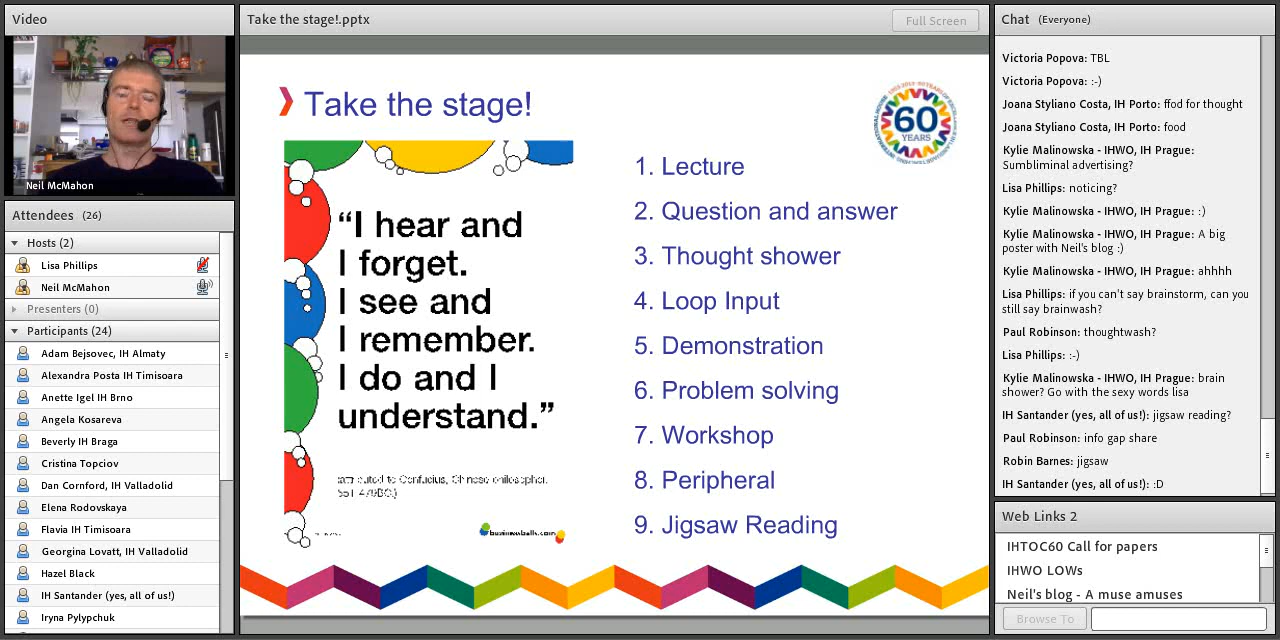 Video
Neil McMahon
Attendees (26)
Hosts (2)
Lisa Phillips
Neil McMahon
Presenters (0)
Participants (24)
Adam Bejsovec, IH Almaty
Alexandra Posta IH Timisoara
Anette Igel IH Brno
Angela Kosareva
Beverly IH Braga
Cristina Topciov
Dan Cornford, IH Valladolid
Elena Rodovskaya
Flavia IH Timisoara
Georgina Lovatt, IH Valladolid
Hazel Black
IH Santander (yes, all of us!)
Iryna Pylypchuk
Take the stage!.pptx
Full Screen
Take the stage!
60
YEARS
“I hear and
I forget.
I see and
I remember.
I do and I
understand.”
to Confucius, Chinese philosopher,
businessballs.com
1. Lecture
2. Question and answer
3. Thought shower
4. Loop Input
5. Demonstration
6. Problem solving
7. Workshop
8. Peripheral
9. Jigsaw Reading
Chat (Everyone)
Victoria Popova: TBL
Victoria Popova: :-)
Joana Styliano Costa, IH Porto: ffod for thought
Joana Styliano Costa, IH Porto: food
Kylie Malinowska - IHWO, IH Prague:
Sumbliminal advertising?
Lisa Phillips: noticing?
Kylie Malinowska - IHWO, IH Prague: :)
Kylie Malinowska - IHWO, IH Prague: A big
poster with Neil's blog :)
Kylie Malinowska - IHWO, IH Prague: ahhhh
Lisa Phillips: if you can't say brainstorm, can you
still say brainwash?
Paul Robinson: thoughtwash?
Lisa Phillips: :-)
Kylie Malinowska - IHWO, IH Prague: brain
shower? Go with the sexy words lisa
IH Santander (yes, all of us!): jigsaw reading?
Paul Robinson: info gap share
Robin Barnes: jigsaw
IH Santander (yes, all of us!): :D
Web Links 2
IHTOC60 Call for papers
IHWO LOWs
Neil's blog - A muse amuses
Browse To